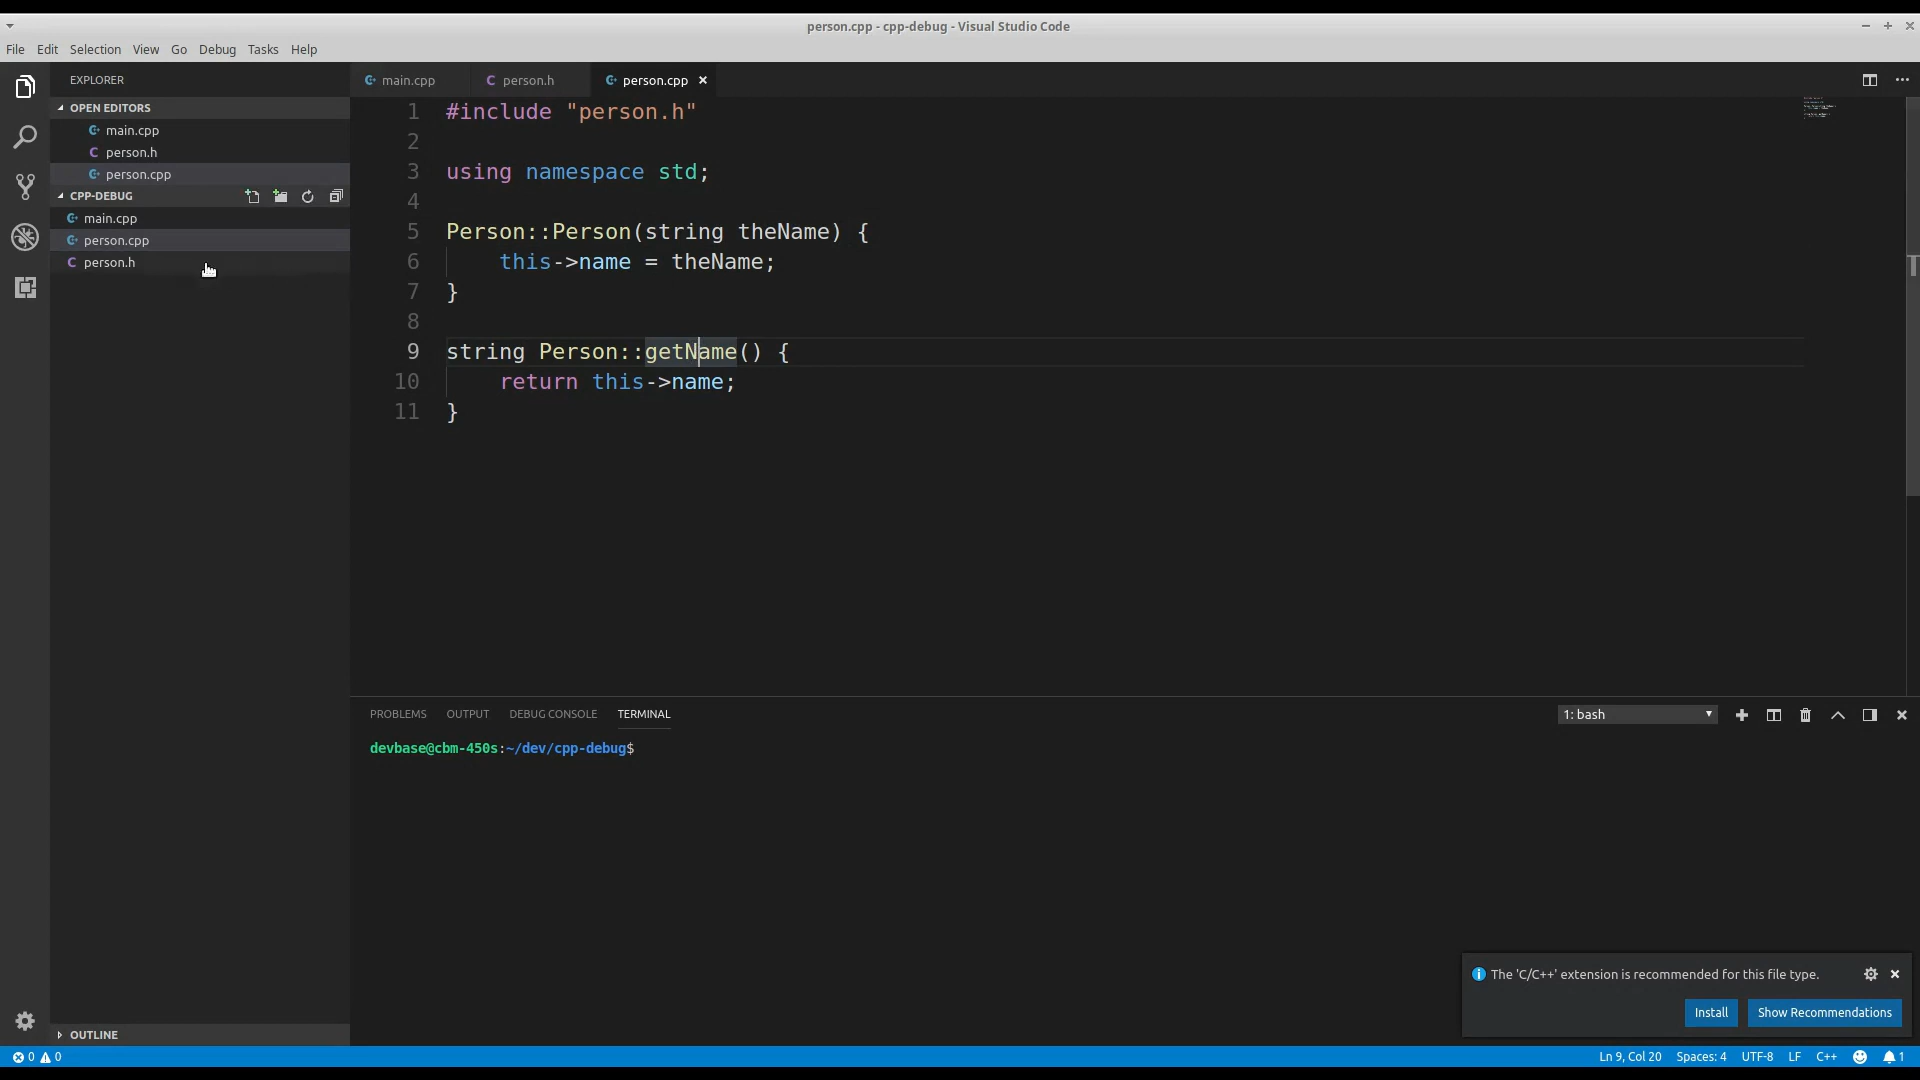 person.cpp - cpp-debug - Visual Studio Code
File Edit Selection View Go Debug Tasks Help
EXPLORER
OPEN EDITORS
main.cpp
person.h
person.cpp
CPP-DEBUG
main.cpp
person.cpp
person.h
OUTLINE
main.cpp person.h person.cpp
1 #include "person.h"
2
3 using namespace std;
4
5 Person::Person(string theName) {
6 this->name = theName;
7 }
8
9 string Person::getName() {
10 return this->name;
11 }
PROBLEMS OUTPUT DEBUG CONSOLE TERMINAL
1: bash
devbase@cbm-450s:~/dev/cpp-debug$
The 'C/C++' extension is recommended for this file type.
Install Show Recommendations
0 0 Ln 9, Col 20 Spaces: 4 UTF-8 LF C++ 1